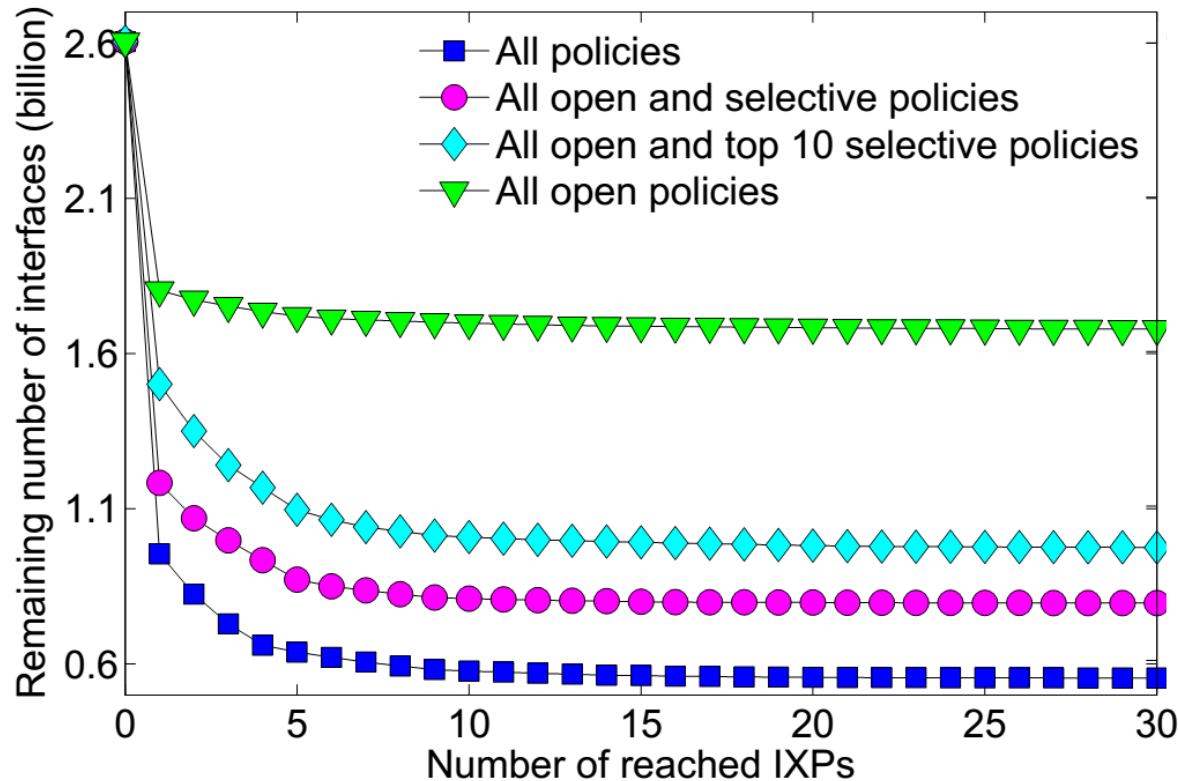 Remaining number of interfaces (billion)
2.6
2.1
1.6
1.1
0.6
All policies
All open and selective policies
All open and top 10 selective policies
All open policies
0 5 10 15 20 25 30
Number of reached IXPs